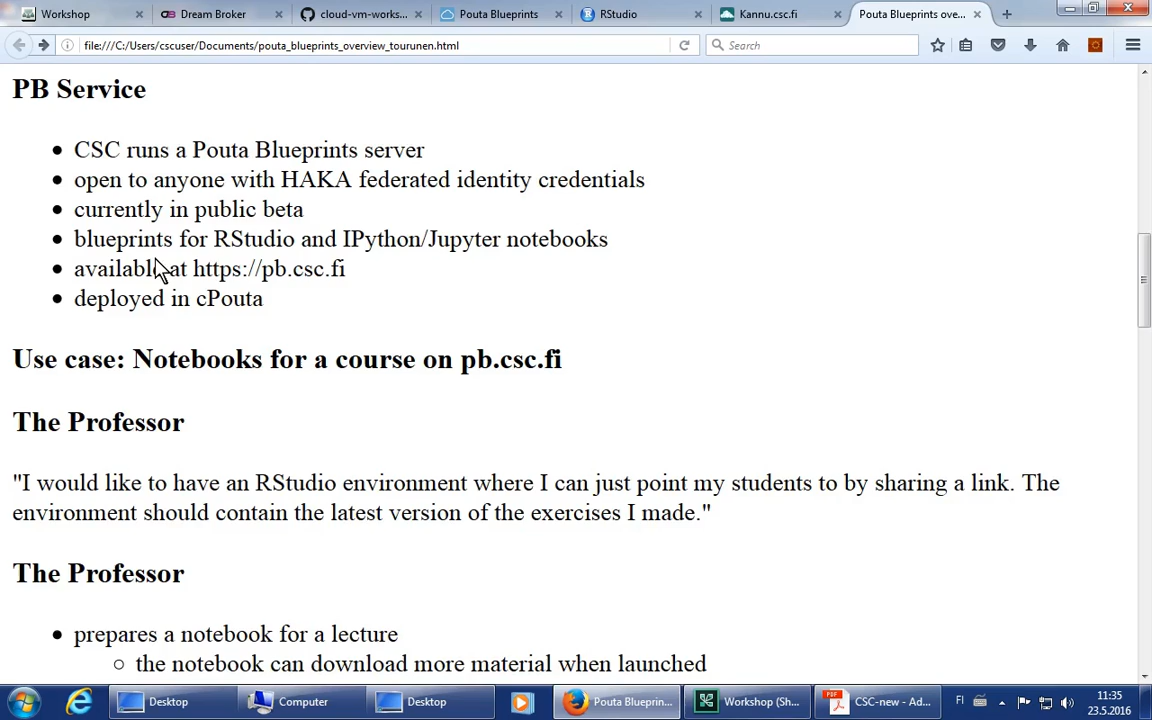 Workshop
Dream Broker
cloud-vm-works...
Pouta Blueprints
RStudio
Kannu.csc.fi
Pouta Blueprints ove...
file:///C:/Users/cscuser/Documents/pouta_blueprints_overview_tourunen.html
Search
PB Service
• CSC runs a Pouta Blueprints server
• open to anyone with HAKA federated identity credentials
• currently in public beta
• blueprints for RStudio and IPython/Jupyter notebooks
• available at https://pb.csc.fi
• deployed in cPouta
Use case: Notebooks for a course on pb.csc.fi
The Professor
"I would like to have an RStudio environment where I can just point my students to by sharing a link. The
environment should contain the latest version of the exercises I made."
The Professor
• prepares a notebook for a lecture
○ the notebook can download more material when launched
Desktop
Computer
Desktop
Pouta Blueprin...
Workshop (Sh...
CSC-new - Ad...
FI
11:35
23.5.2016